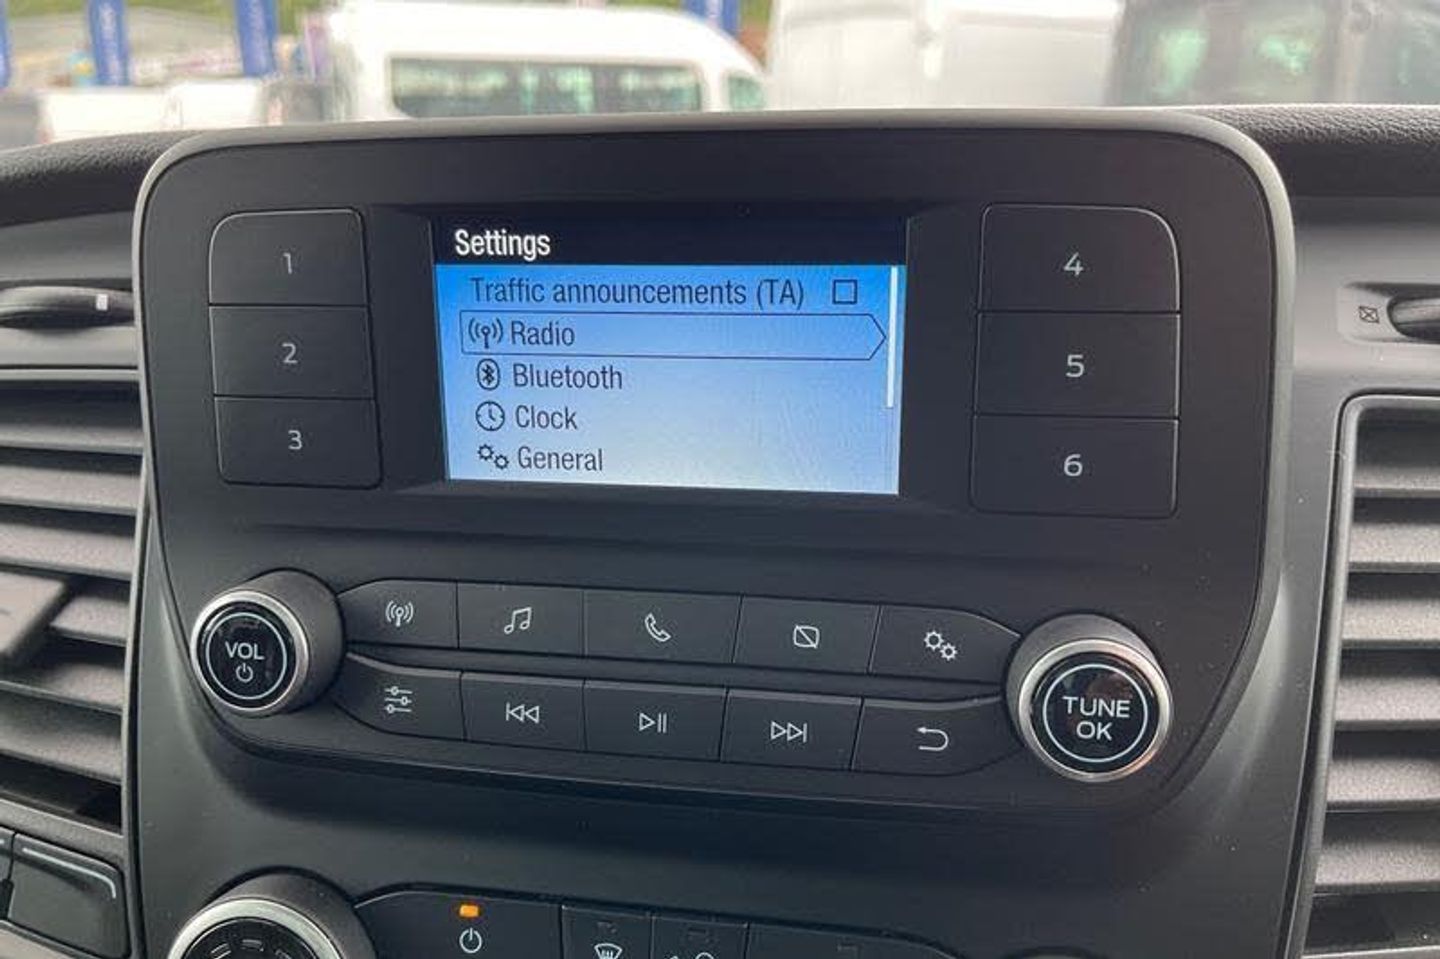 Settings
Traffic announcements (TA)
Radio
Bluetooth
Clock
General
1
2
3
4
5
6
VOL
TUNE
OK